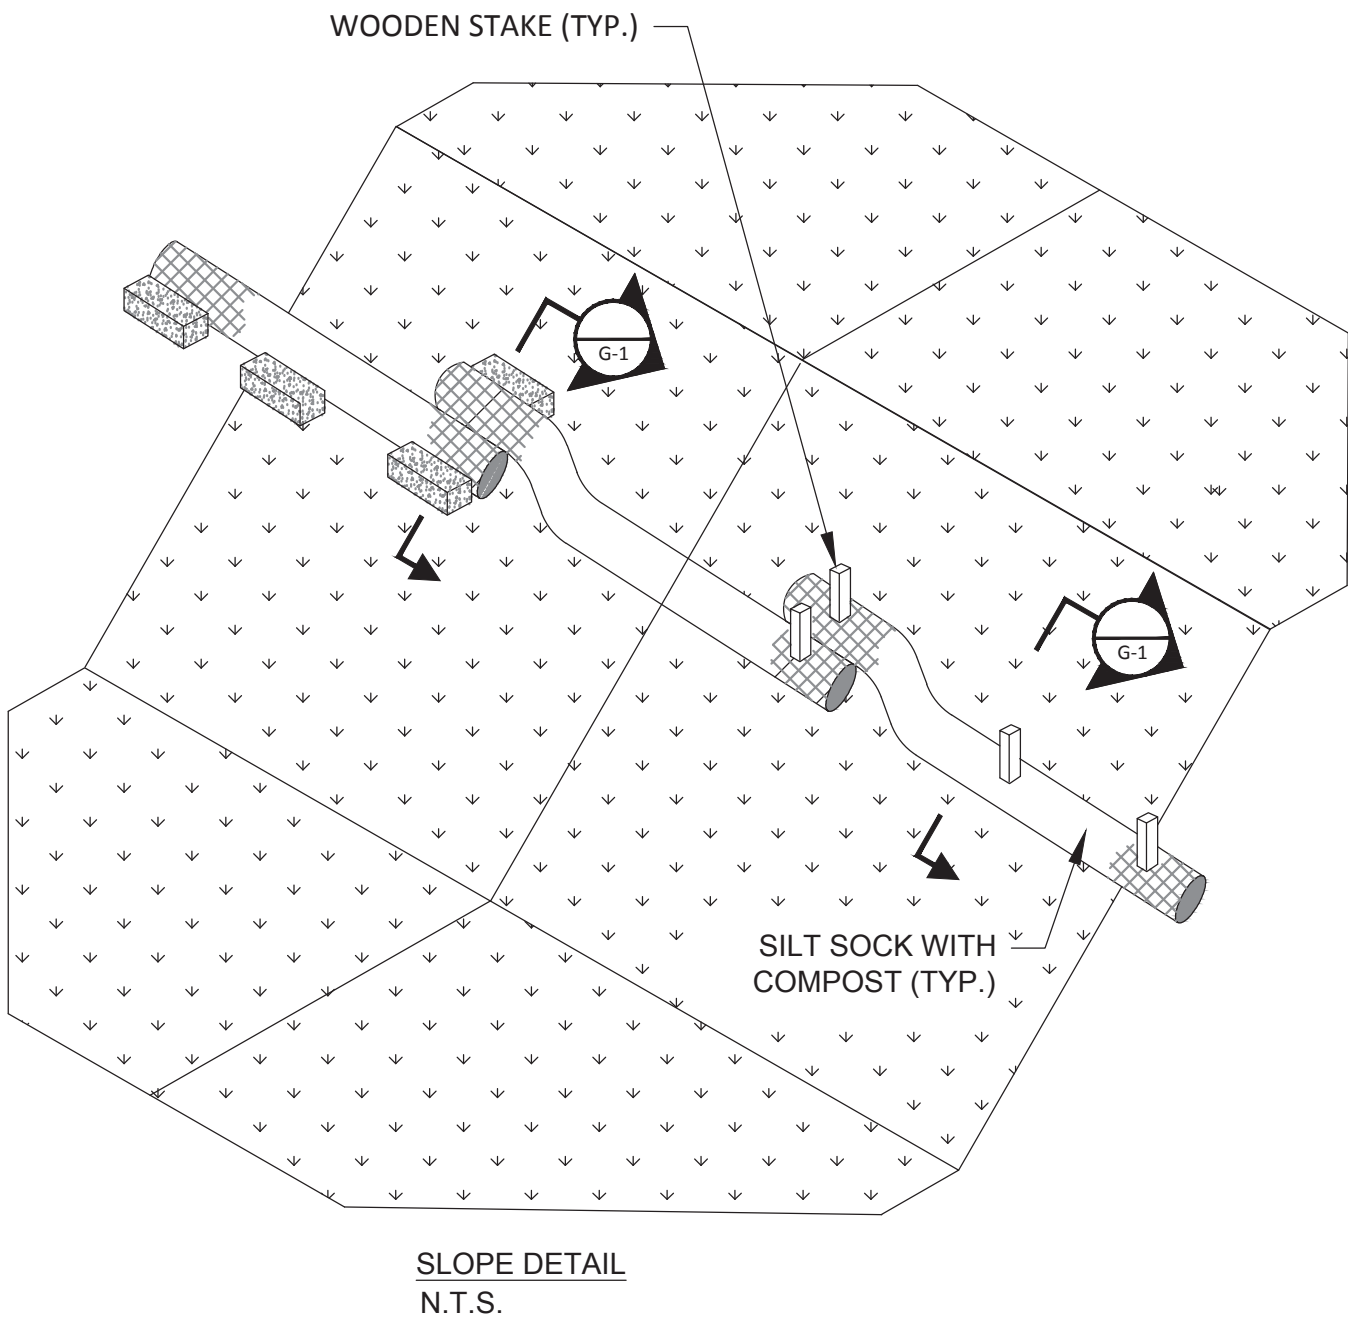 WOODEN STAKE (TYP.)
G-1
G-1
SILT SOCK WITH
COMPOST (TYP.)
SLOPE DETAIL
N.T.S.